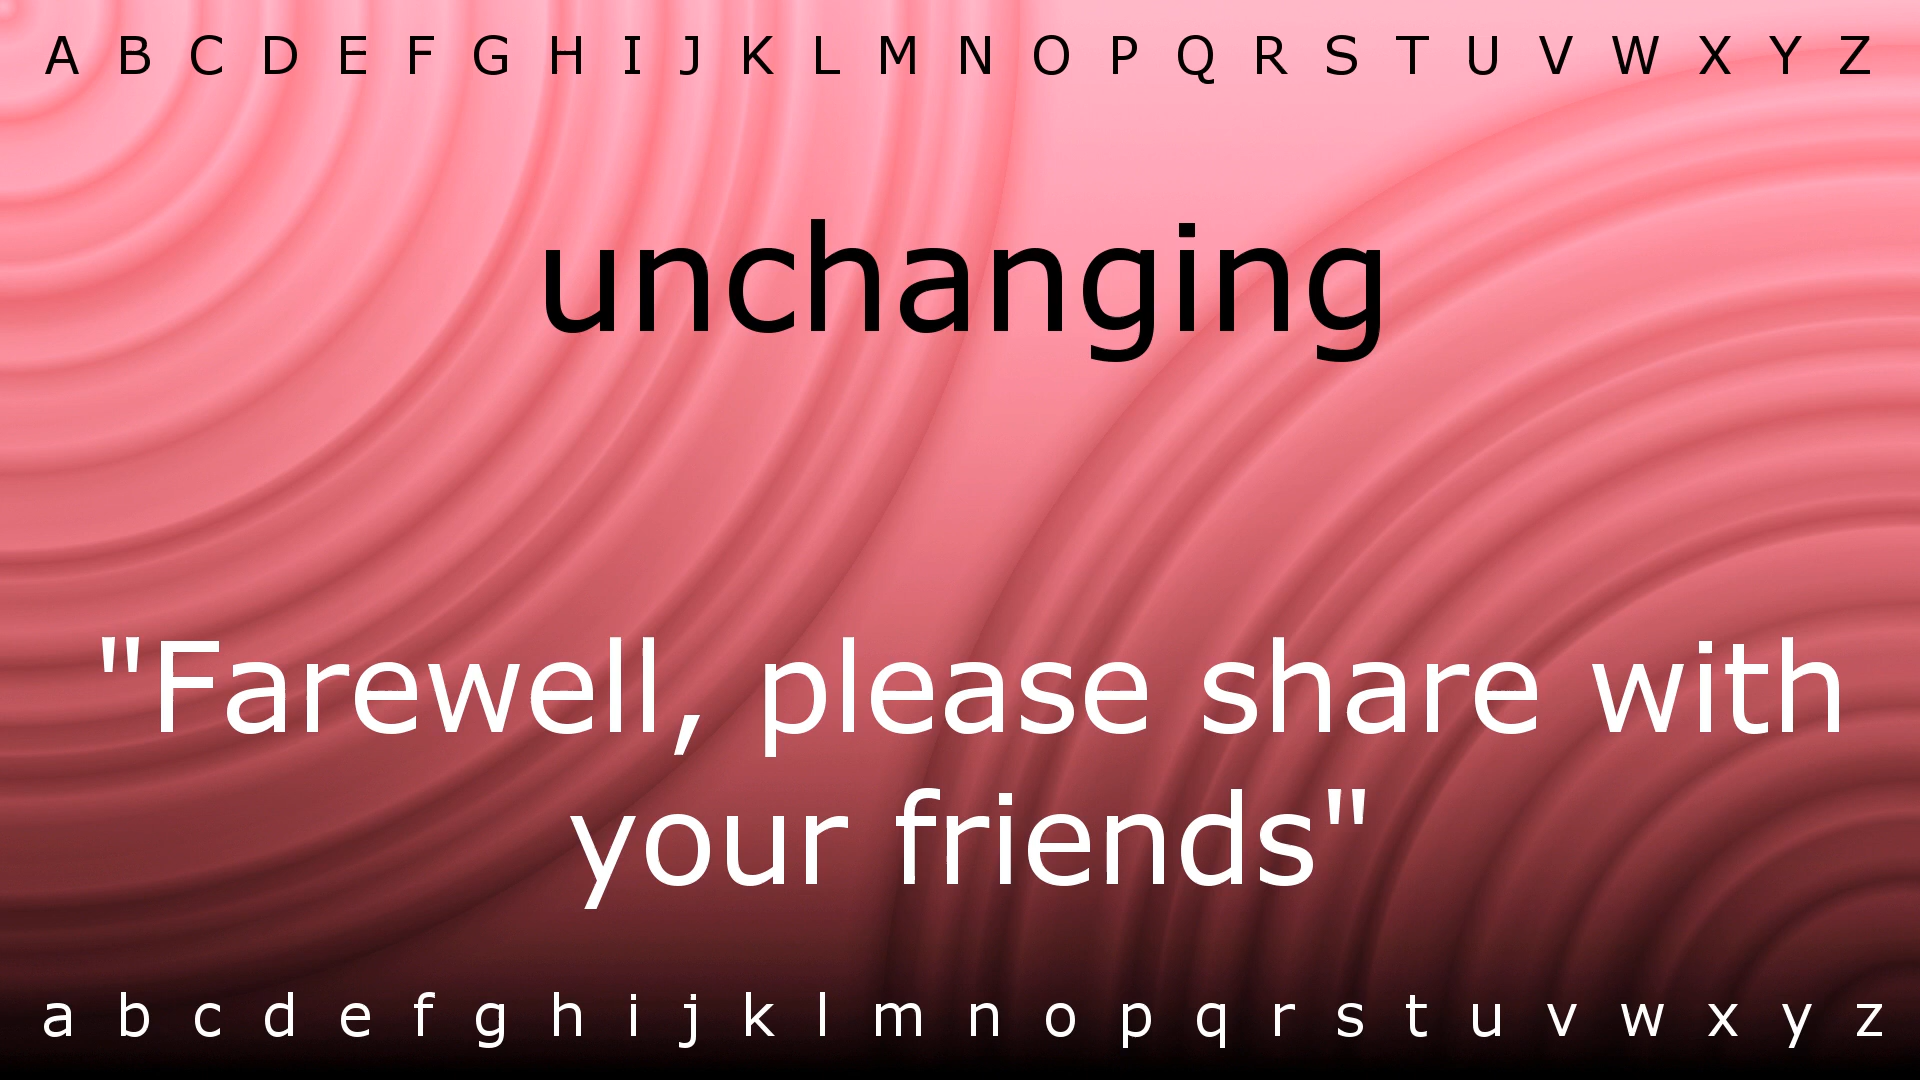 A B C D E F G H I J K L M N O P Q R S T U V W X Y Z
unchanging
"Farewell, please share with
your friends"
a b c d e f g h i j k l m n o p q r s t u v w x y z